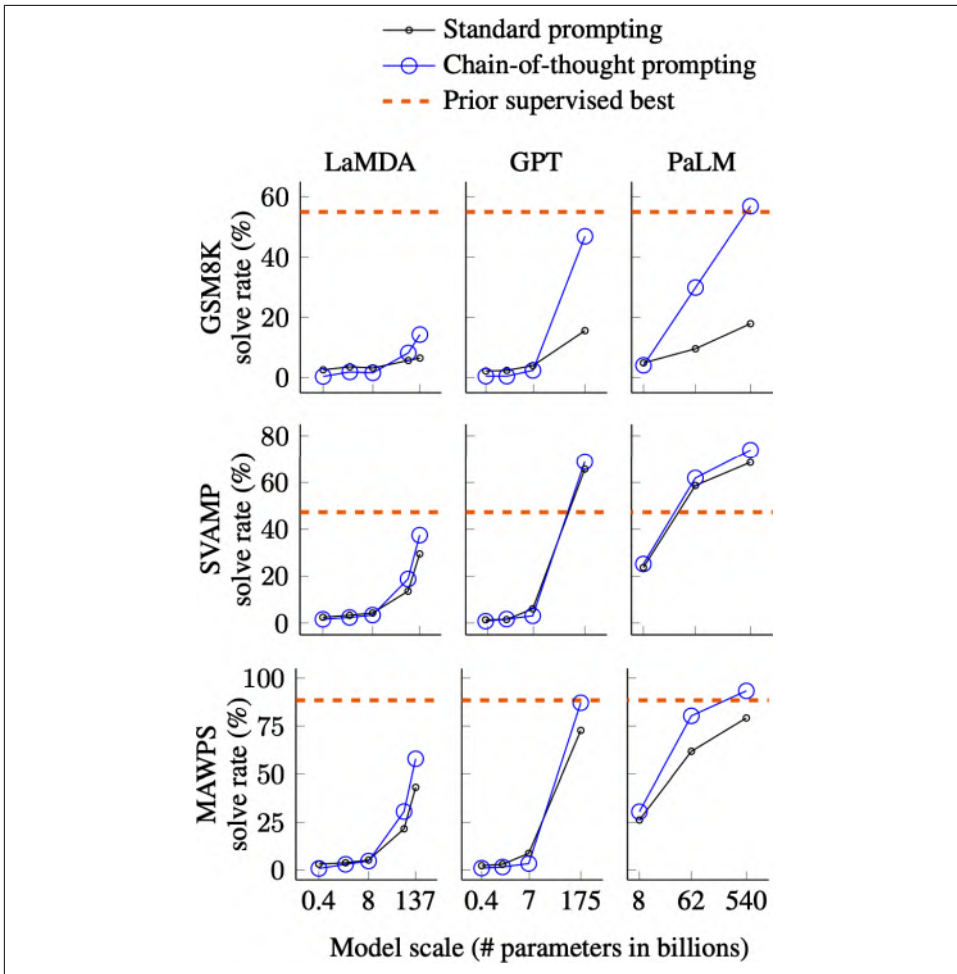 Standard prompting
Chain-of-thought prompting
Prior supervised best
LaMDA GPT PaLM
60
40
20
0
GSM8K
solve rate (%)
80
60
40
20
0
SVAMP
solve rate (%)
100
75
50
25
0
MAWPS
solve rate (%)
0.4 8 137 0.4 7 175 8 62 540
Model scale (# parameters in billions)